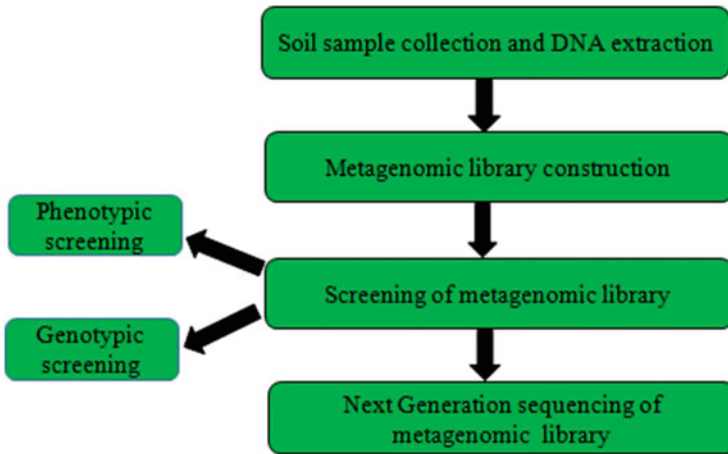 Soil sample collection and DNA extraction
Metagenomic library construction
Phenotypic
screening
Screening of metagenomic library
Genotypic
screening
Next Generation sequencing of
metagenomic library